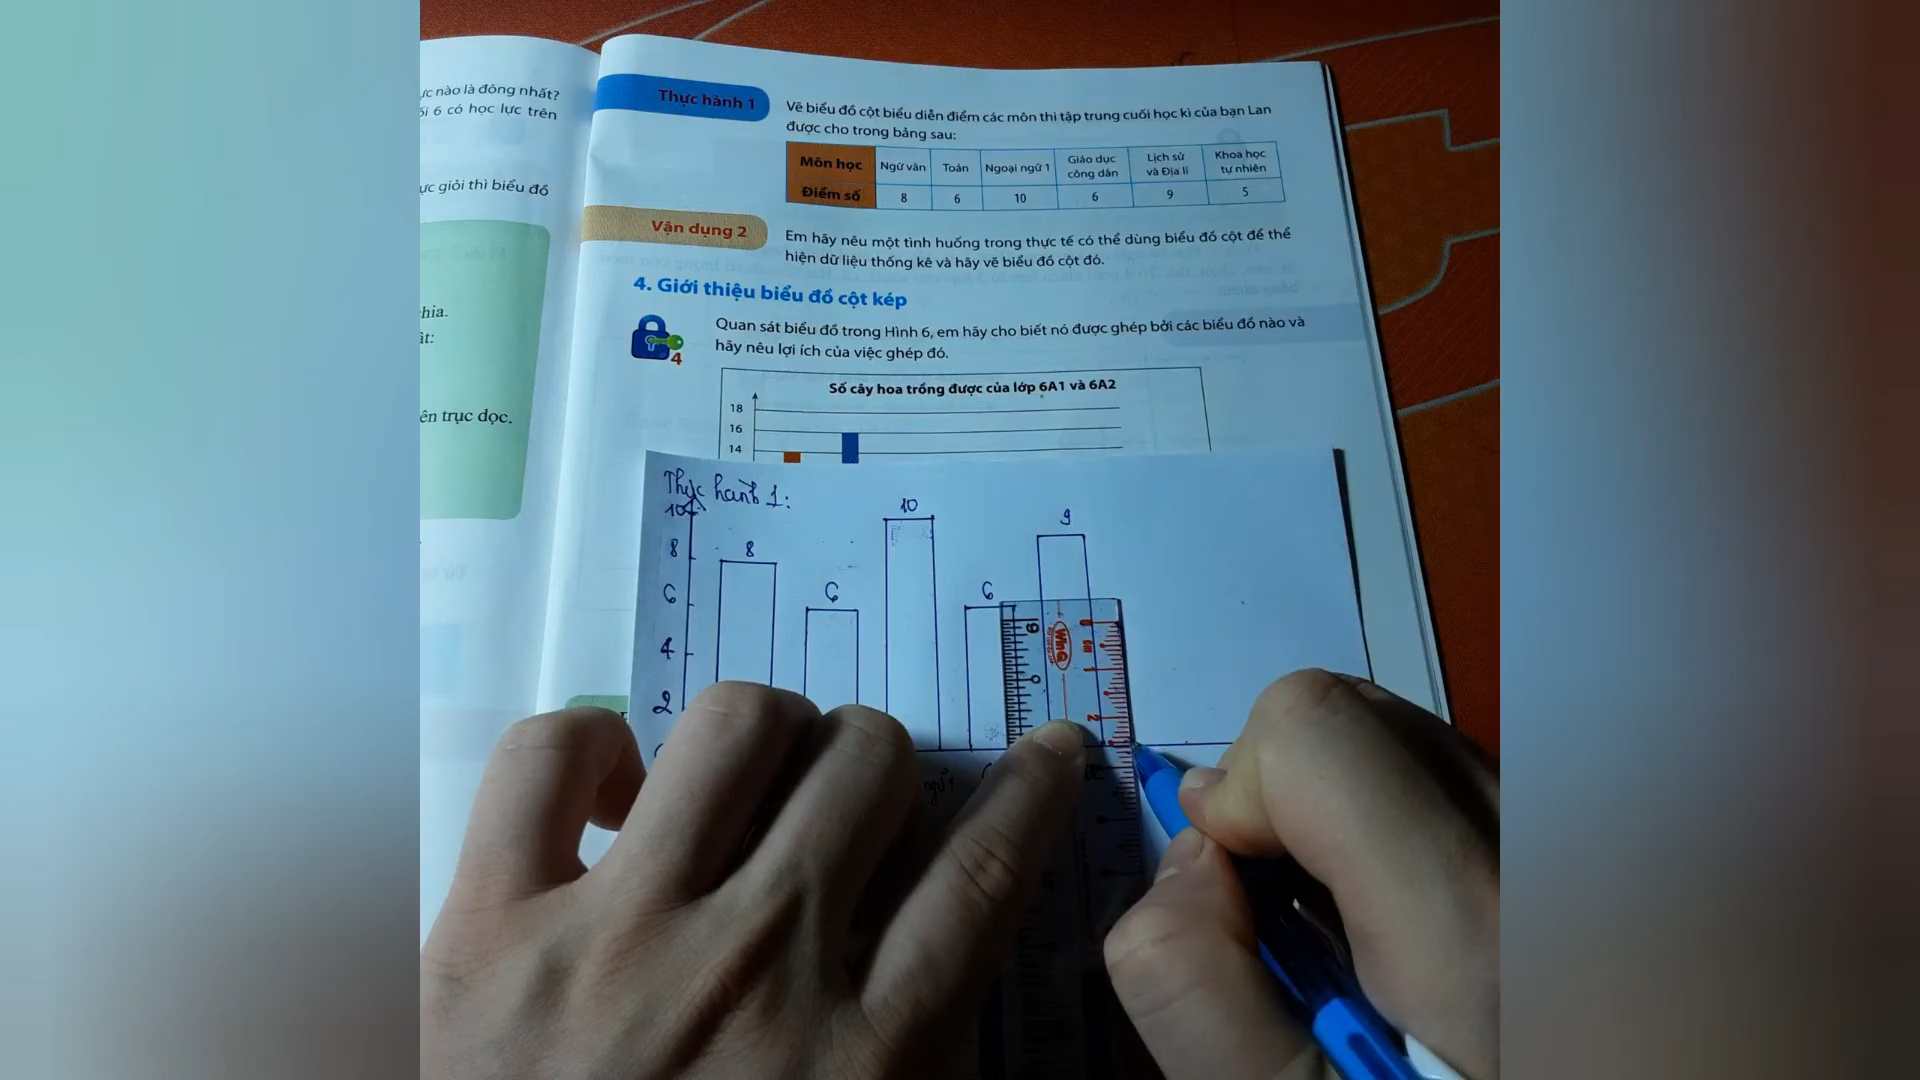 ực nào là đông nhất?
ối 6 có học lực trên
ực giỏi thì biểu đồ
hia.
ật:
ên trục dọc.
Thực hành 1
Vẽ biểu đồ cột biểu diễn điểm các môn thi tập trung cuối học kì của bạn Lan
được cho trong bảng sau:
Môn học Ngữ văn Toán Ngoại ngữ 1 Giáo dục công dân Lịch sử và Địa lí Khoa học tự nhiên
Điểm số 8 6 10 6 9 5
Vận dụng 2
Em hãy nêu một tình huống trong thực tế có thể dùng biểu đồ cột để thể
hiện dữ liệu thống kê và hãy vẽ biểu đồ cột đó.
4. Giới thiệu biểu đồ cột kép
4
Quan sát biểu đồ trong Hình 6, em hãy cho biết nó được ghép bởi các biểu đồ nào và
hãy nêu lợi ích của việc ghép đó.
Số cây hoa trồng được của lớp 6A1 và 6A2
18
16
14
Thực hành 1:
10
8
6
4
2
8
6
10
6
9
WinQ
0 cm 1 2
ngữ 1